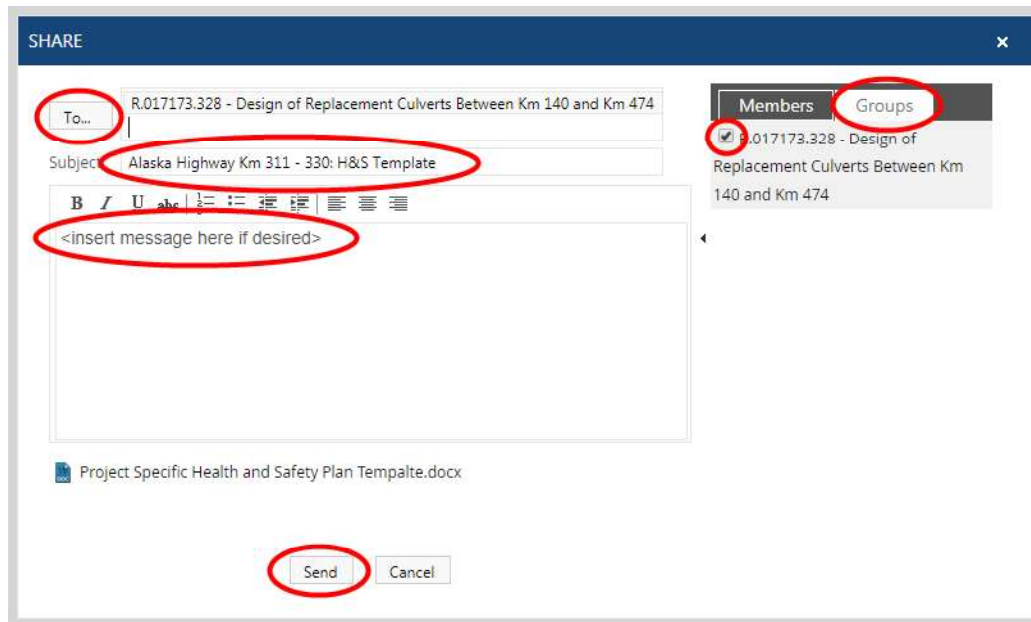 SHARE
×
To...
R.017173.328 - Design of Replacement Culverts Between Km 140 and Km 474
Subject
Alaska Highway Km 311 - 330: H&S Template
B I U abc
<insert message here if desired>
Project Specific Health and Safety Plan Tempalte.docx
Send
Cancel
Members
Groups
R.017173.328 - Design of
Replacement Culverts Between Km
140 and Km 474